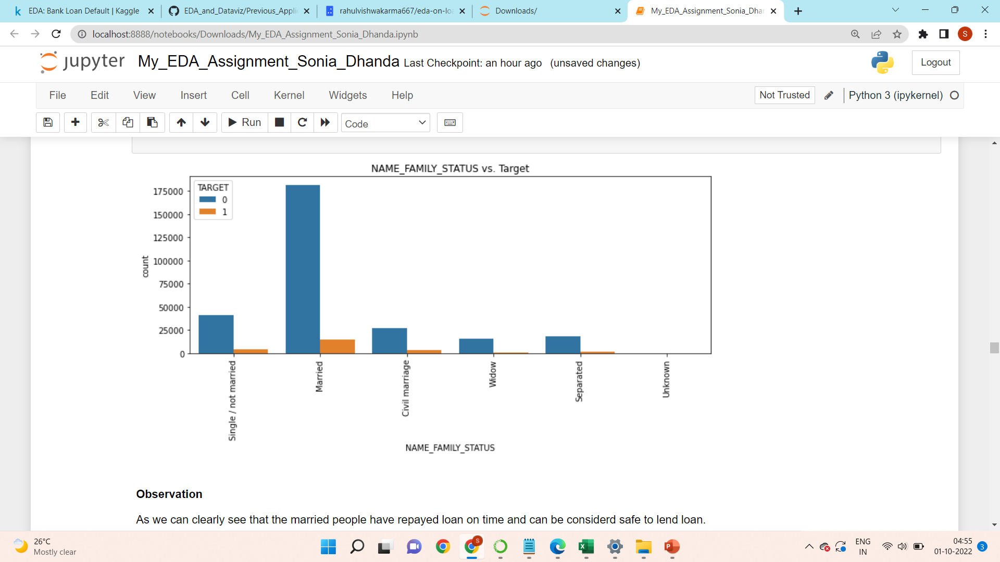 EDA: Bank Loan Default | Kaggle
EDA_and_Dataviz/Previous_Appli
rahulvishwakarma667/eda-on-loa
Downloads/
My_EDA_Assignment_Sonia_Dhan
localhost:8888/notebooks/Downloads/My_EDA_Assignment_Sonia_Dhanda.ipynb
S
jupyter My_EDA_Assignment_Sonia_Dhanda Last Checkpoint: an hour ago (unsaved changes)
Logout
File Edit View Insert Cell Kernel Widgets Help
Not Trusted
Python 3 (ipykernel)
Run
Code
NAME_FAMILY_STATUS vs. Target
TARGET
0
1
175000
150000
125000
100000
75000
50000
25000
0
count
Single / not married
Married
Civil marriage
Widow
Separated
Unknown
NAME_FAMILY_STATUS
Observation
As we can clearly see that the married people have repayed loan on time and can be considerd safe to lend loan.
26°C
Mostly clear
S
ENG
IN
04:55
01-10-2022
3